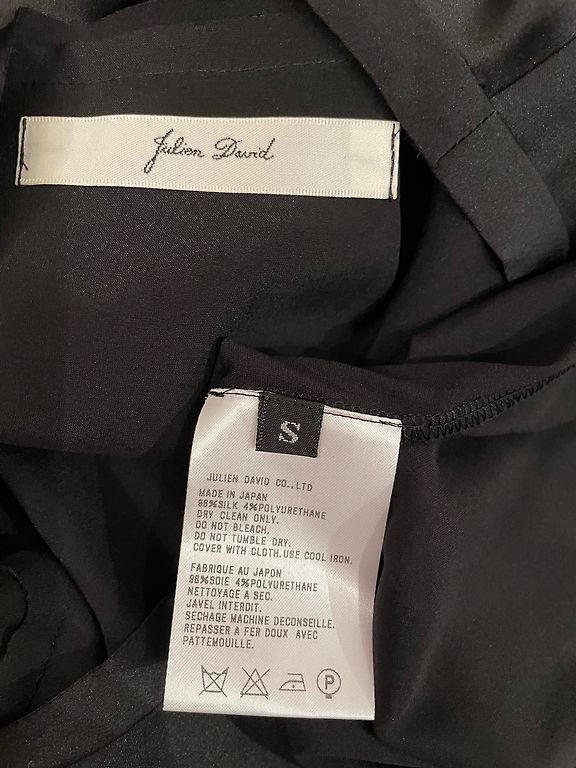 Julien David
S
JULIEN DAVID CO.,LTD
MADE IN JAPAN
96%SILK 4%POLYURETHANE
DRY CLEAN ONLY.
DO NOT BLEACH.
DO NOT TUMBLE DRY.
COVER WITH CLOTH.USE COOL IRON.
FABRIQUE AU JAPON
96%SOIE 4%POLYURETHANE
NETTOYAGE A SEC.
JAVEL INTERDIT.
SECHAGE MACHINE DECONSEILLE.
REPASSER A FER DOUX AVEC
PATTEMOUILLE.
P